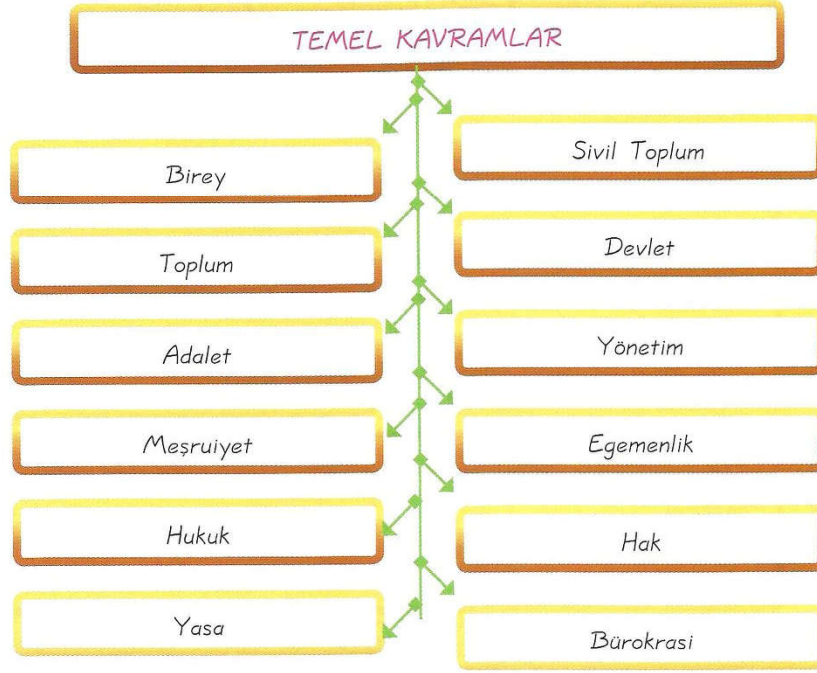 TEMEL KAVRAMLAR
Birey
Sivil Toplum
Toplum
Devlet
Adalet
Yönetim
Meşruiyet
Egemenlik
Hukuk
Hak
Yasa
Bürokrasi